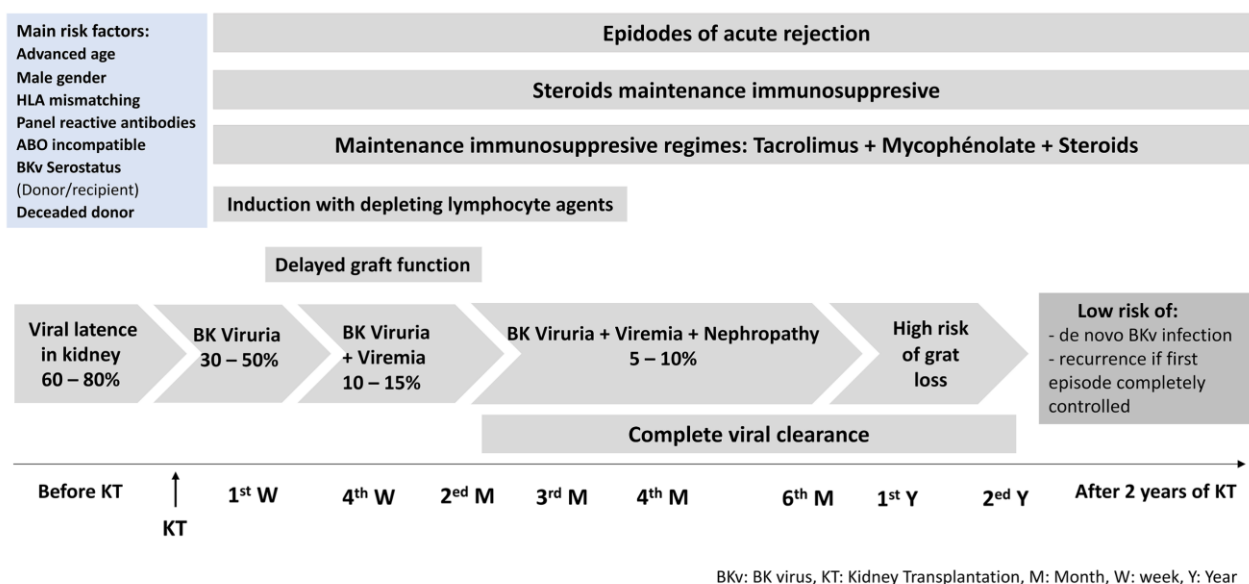 Main risk factors:
Advanced age
Male gender
HLA mismatching
Panel reactive antibodies
ABO incompatible
BKv Serostatus
(Donor/recipient)
Deceaded donor
Epidodes of acute rejection
Steroids maintenance immunosuppresive
Maintenance immunosuppresive regimes: Tacrolimus + Mycophénolate + Steroids
Induction with depleting lymphocyte agents
Delayed graft function
Viral latence
in kidney
60 – 80%
BK Viruria
30 – 50%
BK Viruria
+ Viremia
10 – 15%
BK Viruria + Viremia + Nephropathy
5 – 10%
High risk
of grat
loss
Low risk of:
- de novo BKv infection
- recurrence if first
episode completely
controlled
Complete viral clearance
Before KT
KT
1st W
4th W
2ed M
3rd M
4th M
6th M
1st Y
2ed Y
After 2 years of KT
BKv: BK virus, KT: Kidney Transplantation, M: Month, W: week, Y: Year